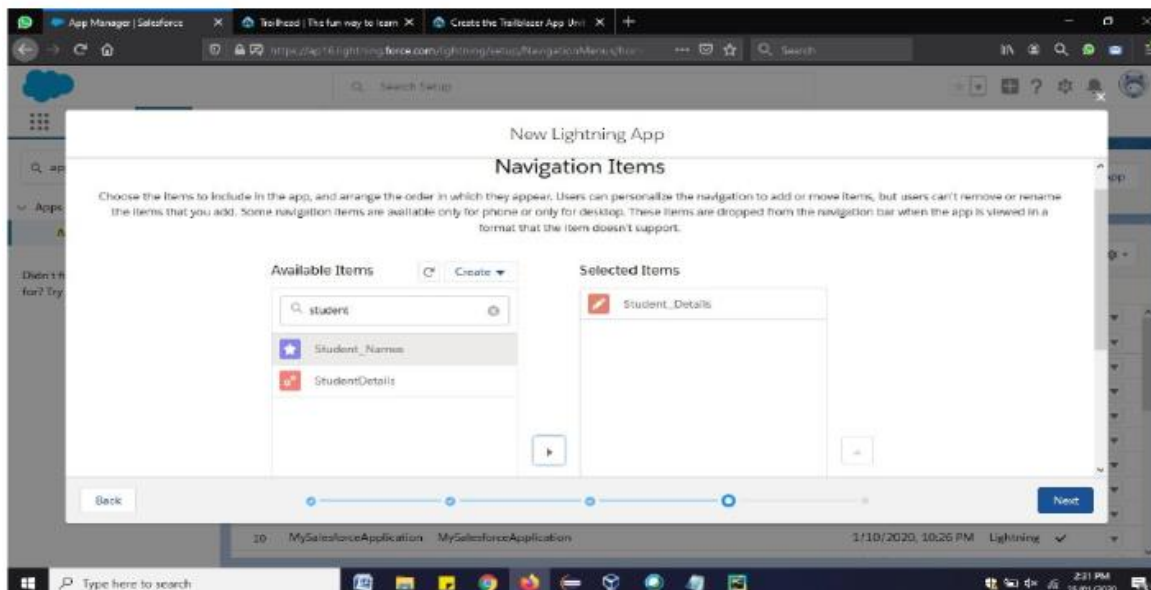 App Manager | Salesforce
Trailhead | The fun way to learn
Create the Trailblazer App Uni
Search
Search Setup
New Lightning App
Navigation Items
Choose the items to include in the app, and arrange the order in which they appear. Users can personalize the navigation to add or move items, but users can't remove or rename
the items that you add. Some navigation items are available only for phone or only for desktop. These items are dropped from the navigation bar when the app is viewed in a
format that the item doesn't support.
Apps
Available Items
Create
Selected Items
student
Student_Details
Student_Names
StudentDetails
Back
Next
10 MySalesforceApplication MySalesforceApplication 1/10/2020, 10:26 PM Lightning
Type here to search
2:31 PM